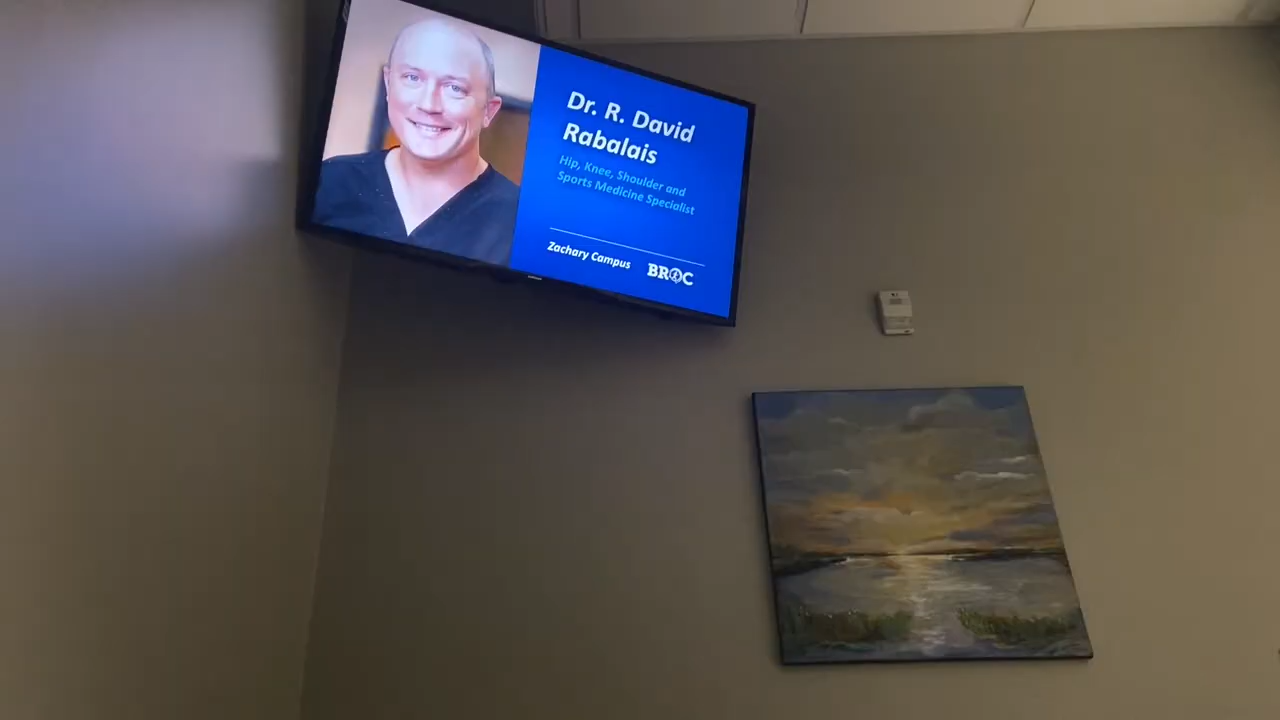 Dr. R. David
Rabalais
Hip, Knee, Shoulder and
Sports Medicine Specialist
Zachary Campus
BROC